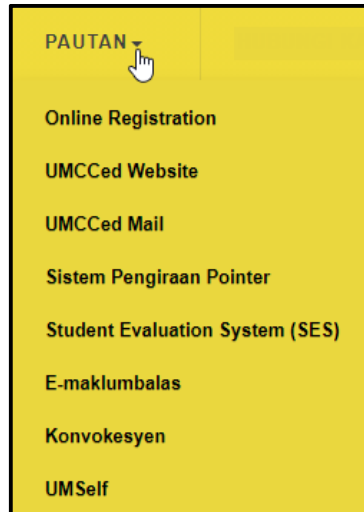 PAUTAN
Online Registration
UMCCed Website
UMCCed Mail
Sistem Pengiraan Pointer
Student Evaluation System (SES)
E-maklumbalas
Konvokesyen
UMSelf